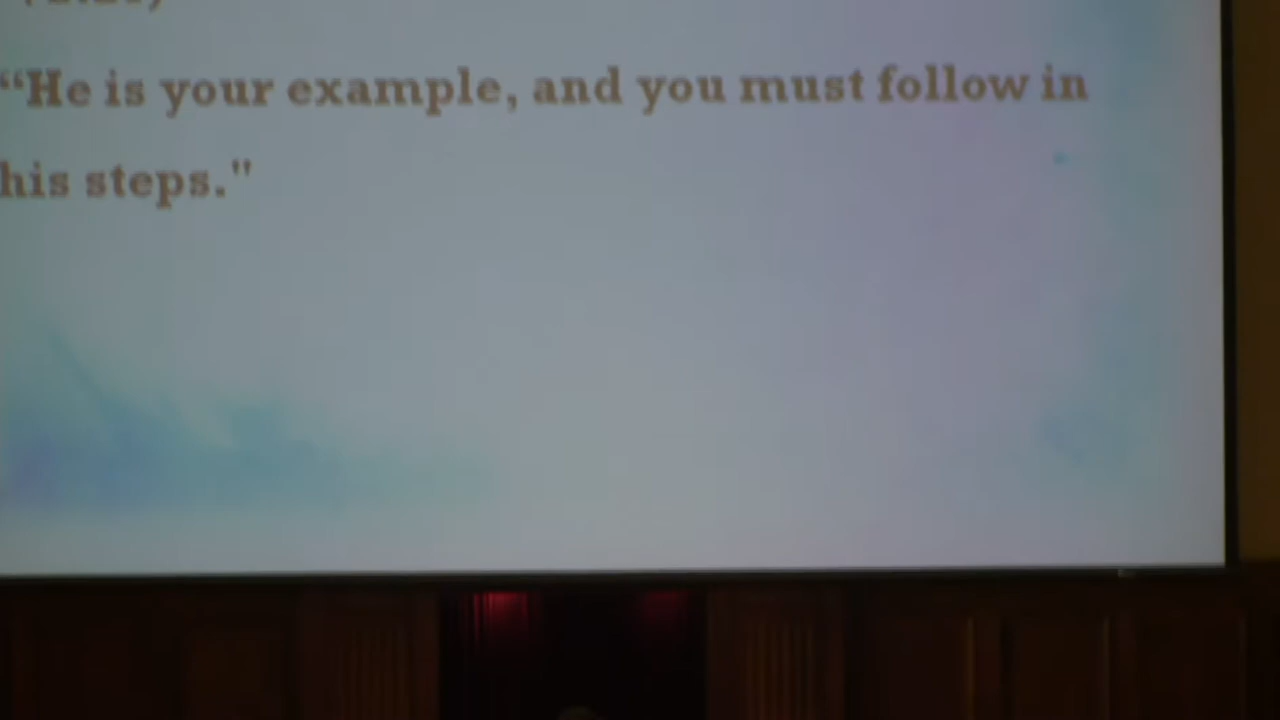 “He is your example, and you must follow in
his steps."